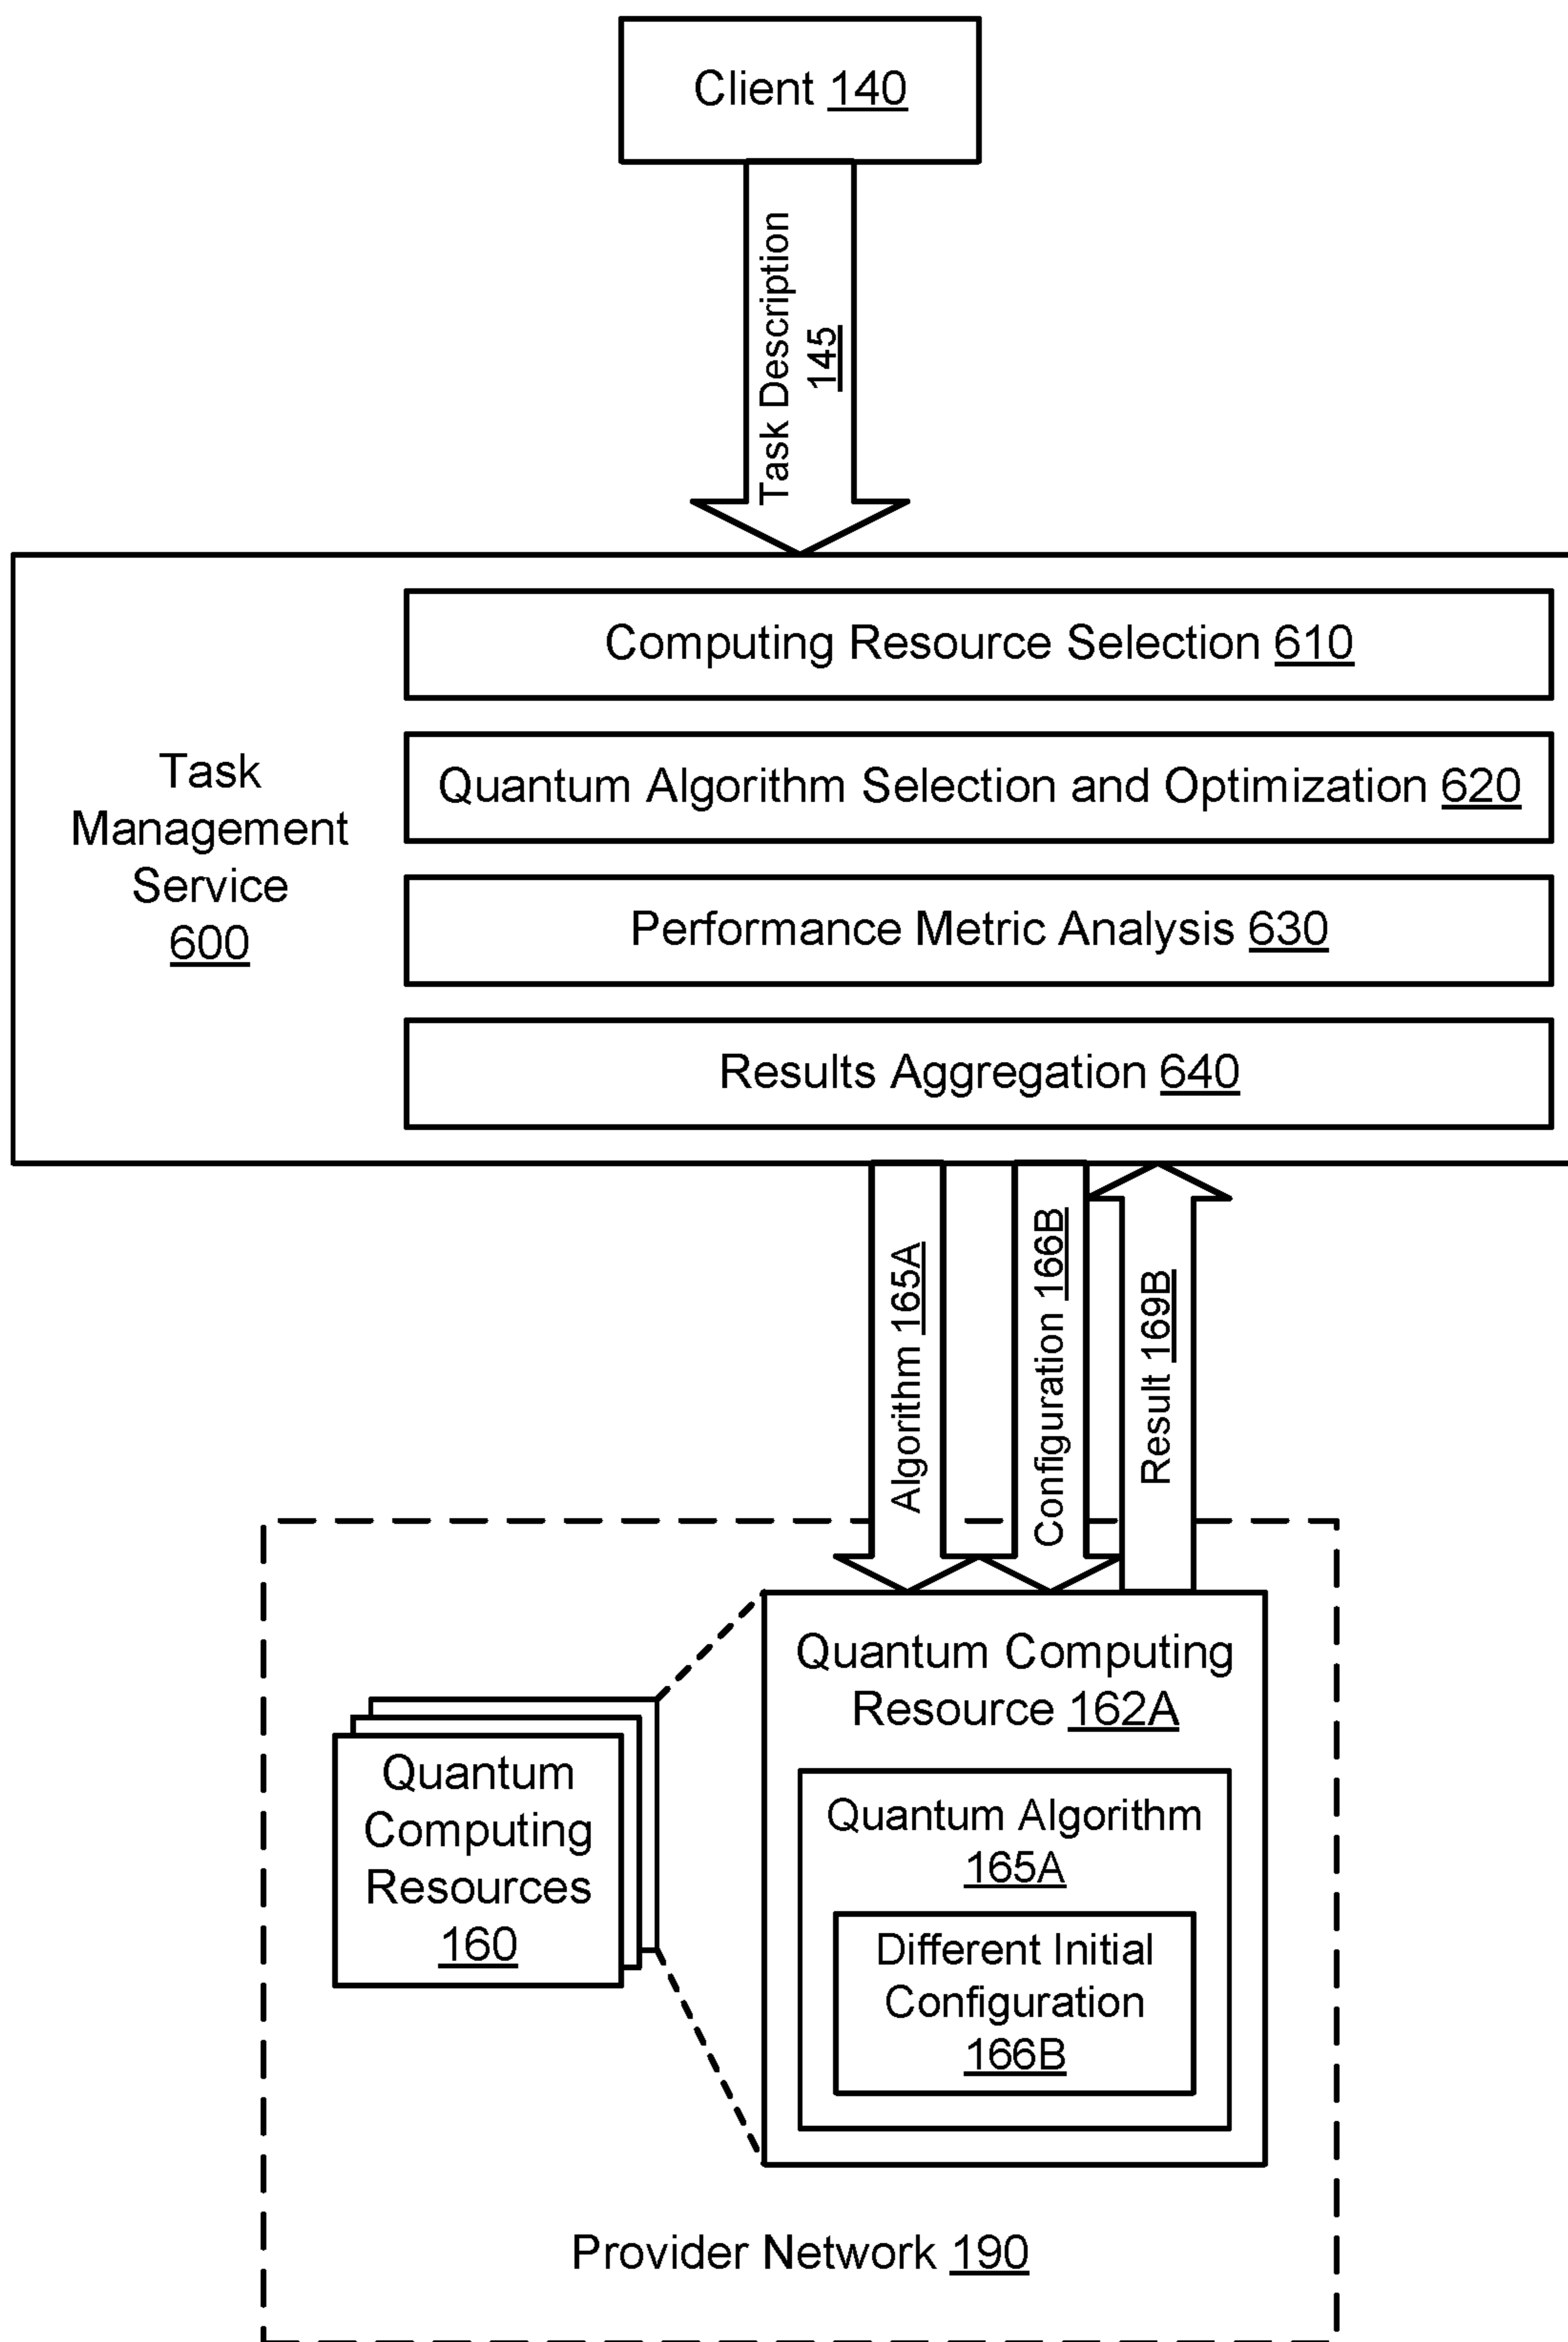 Client 140
Task Description
145
Computing Resource Selection 610
Task
Management
Service
600
Quantum Algorithm Selection and Optimization 620
Performance Metric Analysis 630
Results Aggregation 640
Algorithm 165A
Configuration 166B
Result 169B
Quantum Computing
Resource 162A
Quantum
Computing
Resources
160
Quantum Algorithm
165A
Different Initial
Configuration
166B
Provider Network 190